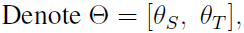 Denote Θ = [θ_S, θ_T],